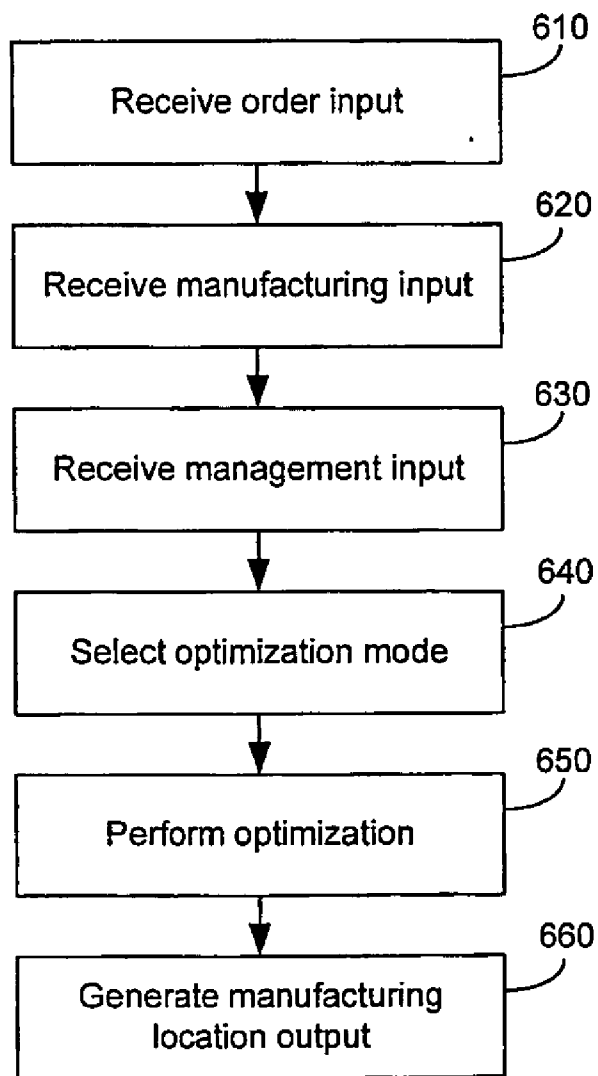 610
Receive order input
620
Receive manufacturing input
630
Receive management input
640
Select optimization mode
650
Perform optimization
660
Generate manufacturing
location output